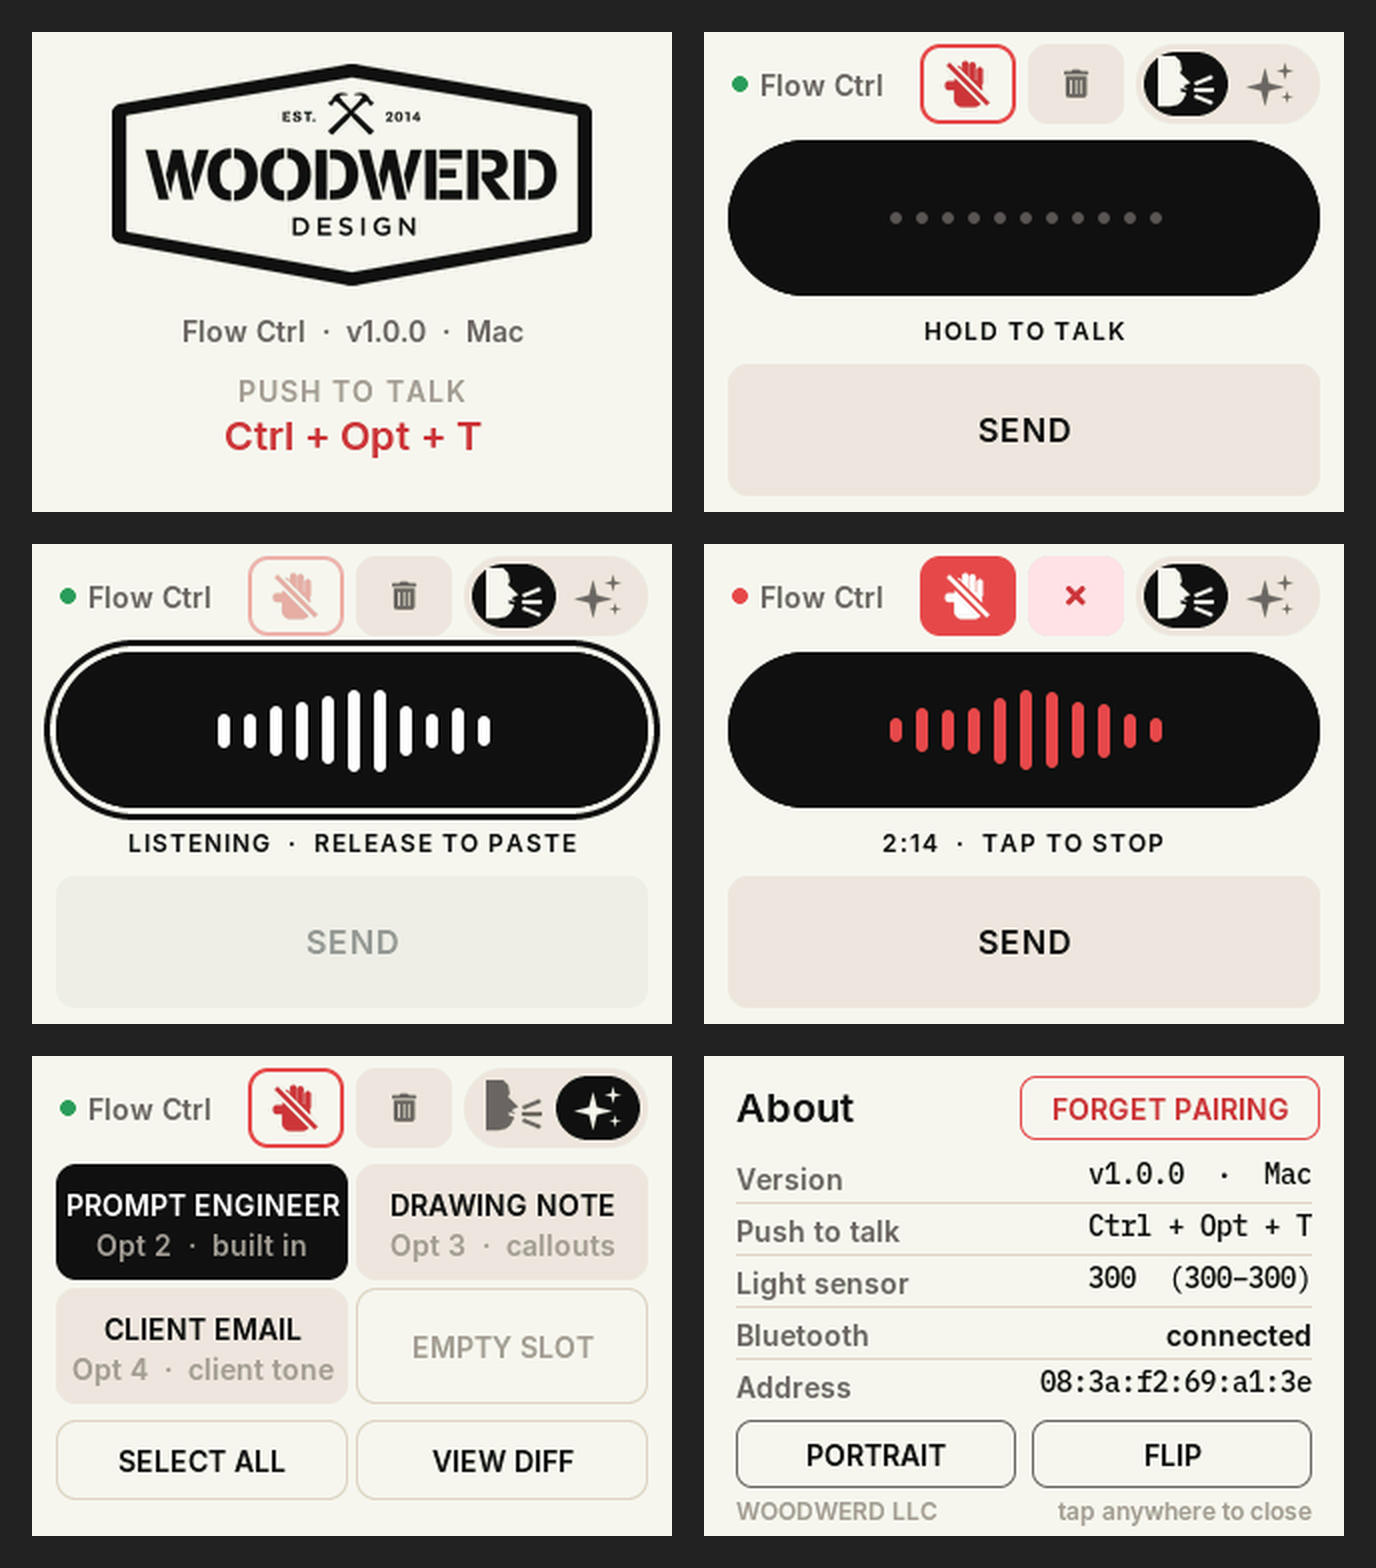 EST. 2014
WOODWERD
DESIGN
Flow Ctrl · v1.0.0 · Mac
PUSH TO TALK
Ctrl + Opt + T
Flow Ctrl
HOLD TO TALK
SEND
Flow Ctrl
LISTENING · RELEASE TO PASTE
SEND
Flow Ctrl
2:14 · TAP TO STOP
SEND
Flow Ctrl
PROMPT ENGINEER
Opt 2 · built in
DRAWING NOTE
Opt 3 · callouts
CLIENT EMAIL
Opt 4 · client tone
EMPTY SLOT
SELECT ALL
VIEW DIFF
About
FORGET PAIRING
Version v1.0.0 · Mac
Push to talk Ctrl + Opt + T
Light sensor 300 (300–300)
Bluetooth connected
Address 08:3a:f2:69:a1:3e
PORTRAIT
FLIP
WOODWERD LLC
tap anywhere to close